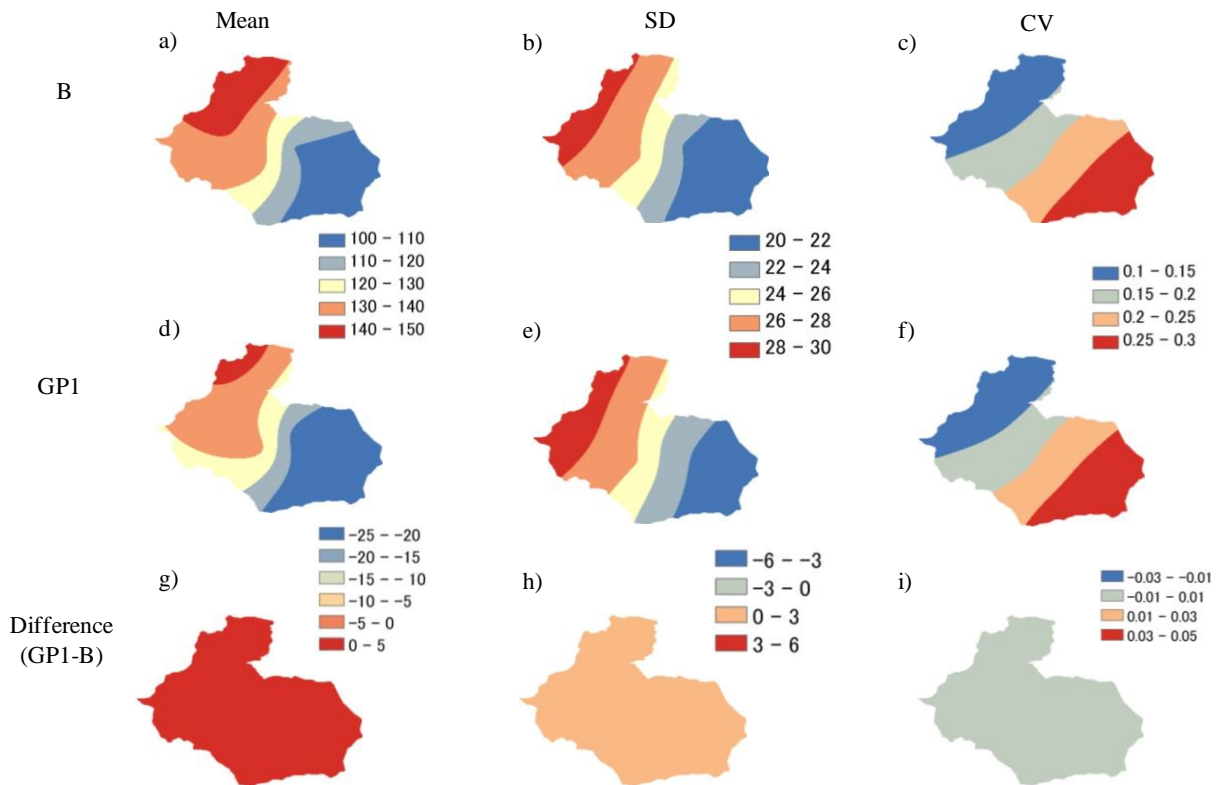 Mean
SD
CV
a)
b)
c)
B
100 - 110
110 - 120
120 - 130
130 - 140
140 - 150
20 - 22
22 - 24
24 - 26
26 - 28
28 - 30
0.1 - 0.15
0.15 - 0.2
0.2 - 0.25
0.25 - 0.3
d)
e)
f)
GP1
-25 - -20
-20 - -15
-15 - - 10
-10 - -5
-5 - 0
0 - 5
-6 - -3
-3 - 0
0 - 3
3 - 6
-0.03 - -0.01
-0.01 - 0.01
0.01 - 0.03
0.03 - 0.05
g)
h)
i)
Difference
(GP1-B)